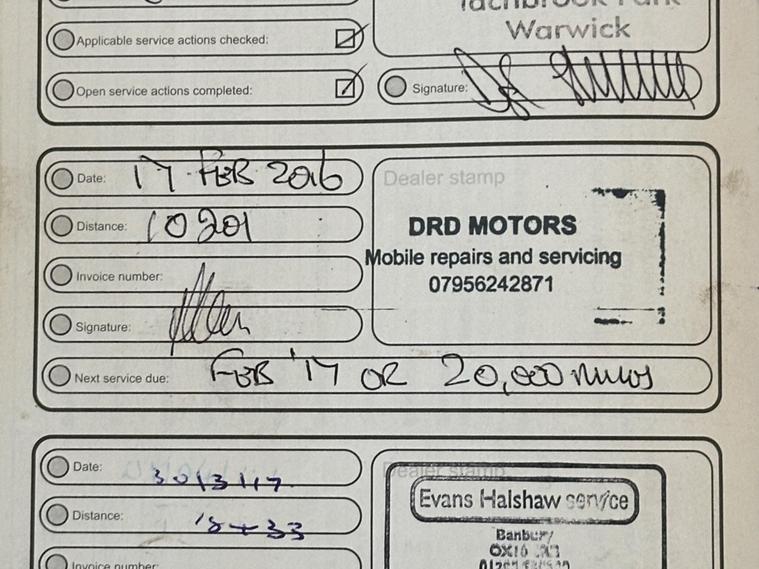 Tachbrook Park
Warwick
Applicable service actions checked:
Open service actions completed:
Signature:
Date: 17 FEB 2016
Distance: 10201
Invoice number:
Signature:
Next service due: FEB '17 OR 20,000 miles
Dealer stamp
DRD MOTORS
Mobile repairs and servicing
07956242871
Date: 30/3/17
Distance:
Invoice number:
Dealer stamp
Evans Halshaw service
Banbury
OX16